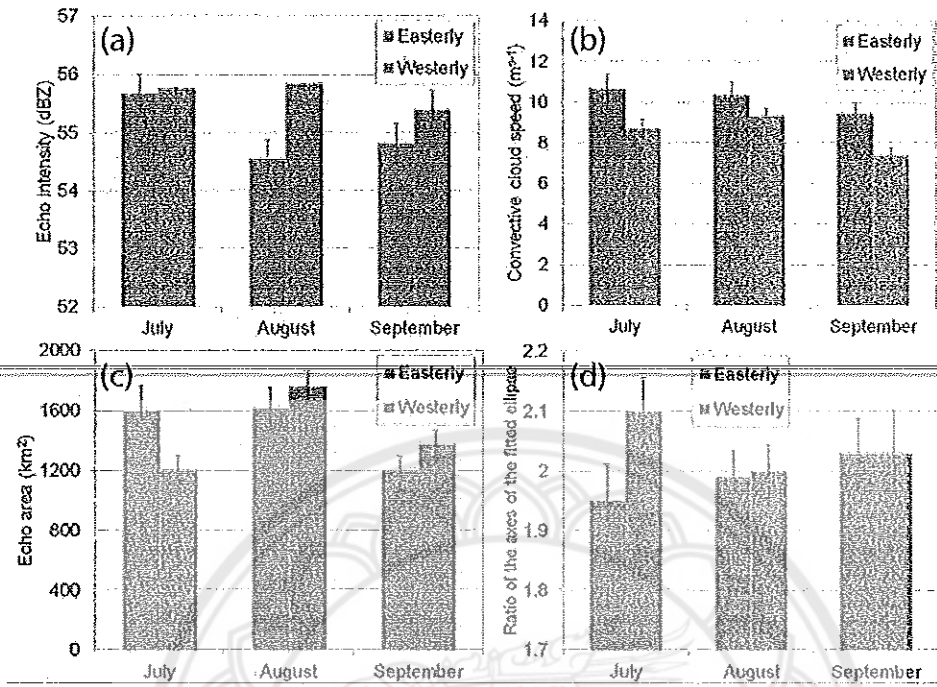 (a)
Echo intensity (dBZ)
57
56
55
54
53
52
Easterly
Westerly
July
August
September
(b)
Convective cloud speed (m s-1)
14
12
10
8
6
4
2
0
Easterly
Westerly
July
August
September
(c)
Echo area (km²)
2000
1600
1200
800
400
0
Easterly
Westerly
July
August
September
(d)
Ratio of the axes of the fitted ellipse
2.2
2.1
2
1.9
1.8
1.7
Easterly
Westerly
July
August
September